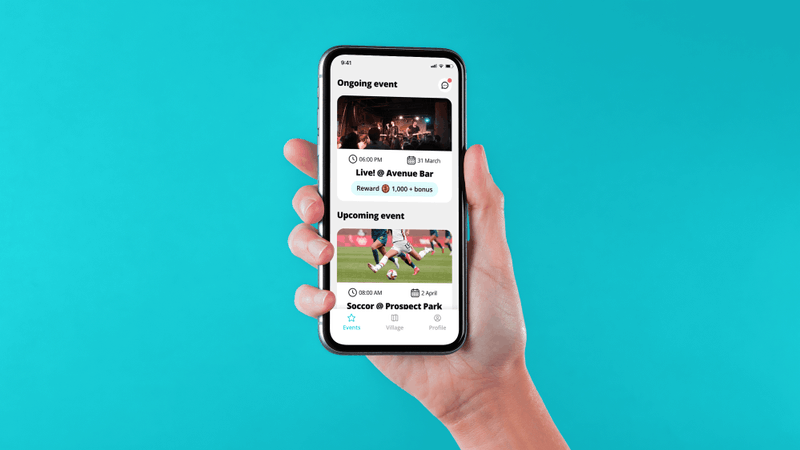 9:41
Ongoing event
06:00 PM 31 March
Live! @ Avenue Bar
Reward 1,000 + bonus
Upcoming event
08:00 AM 2 April
Soccor @ Prospect Park
Events Village Profile